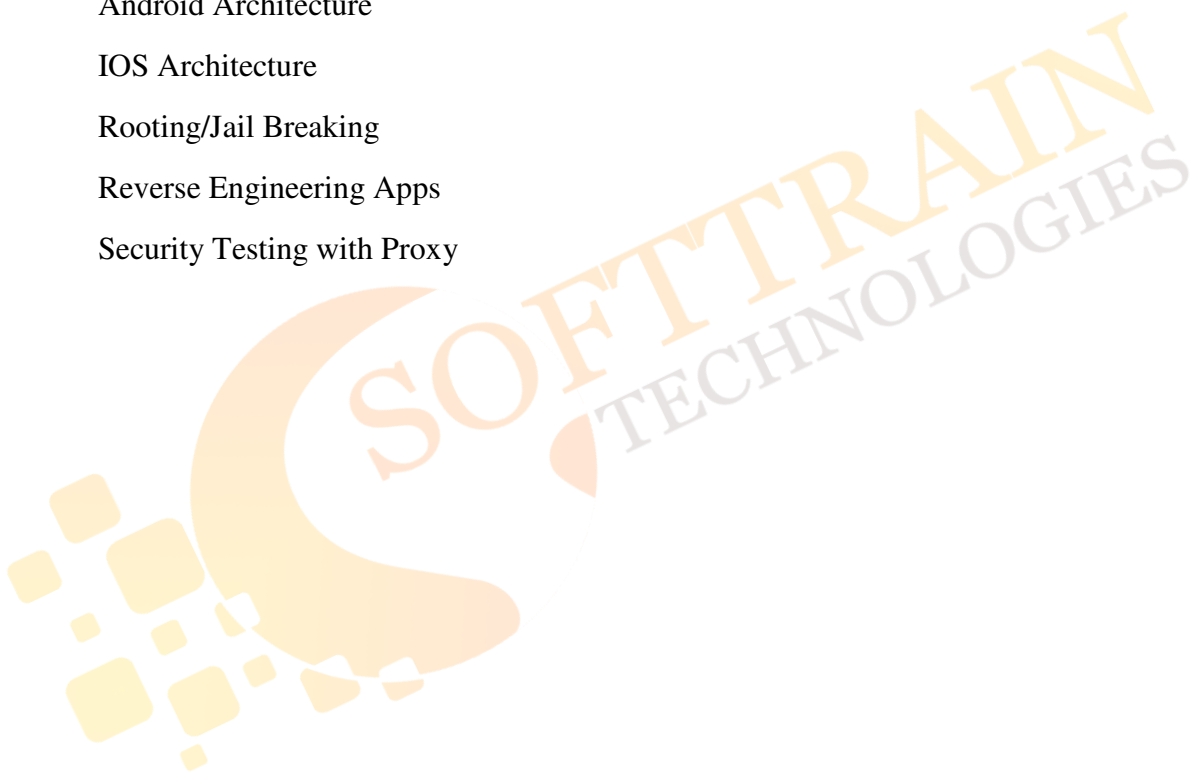 Android Architecture
IOS Architecture
Rooting/Jail Breaking
Reverse Engineering Apps
Security Testing with Proxy
SOFTTRAIN
TECHNOLOGIES